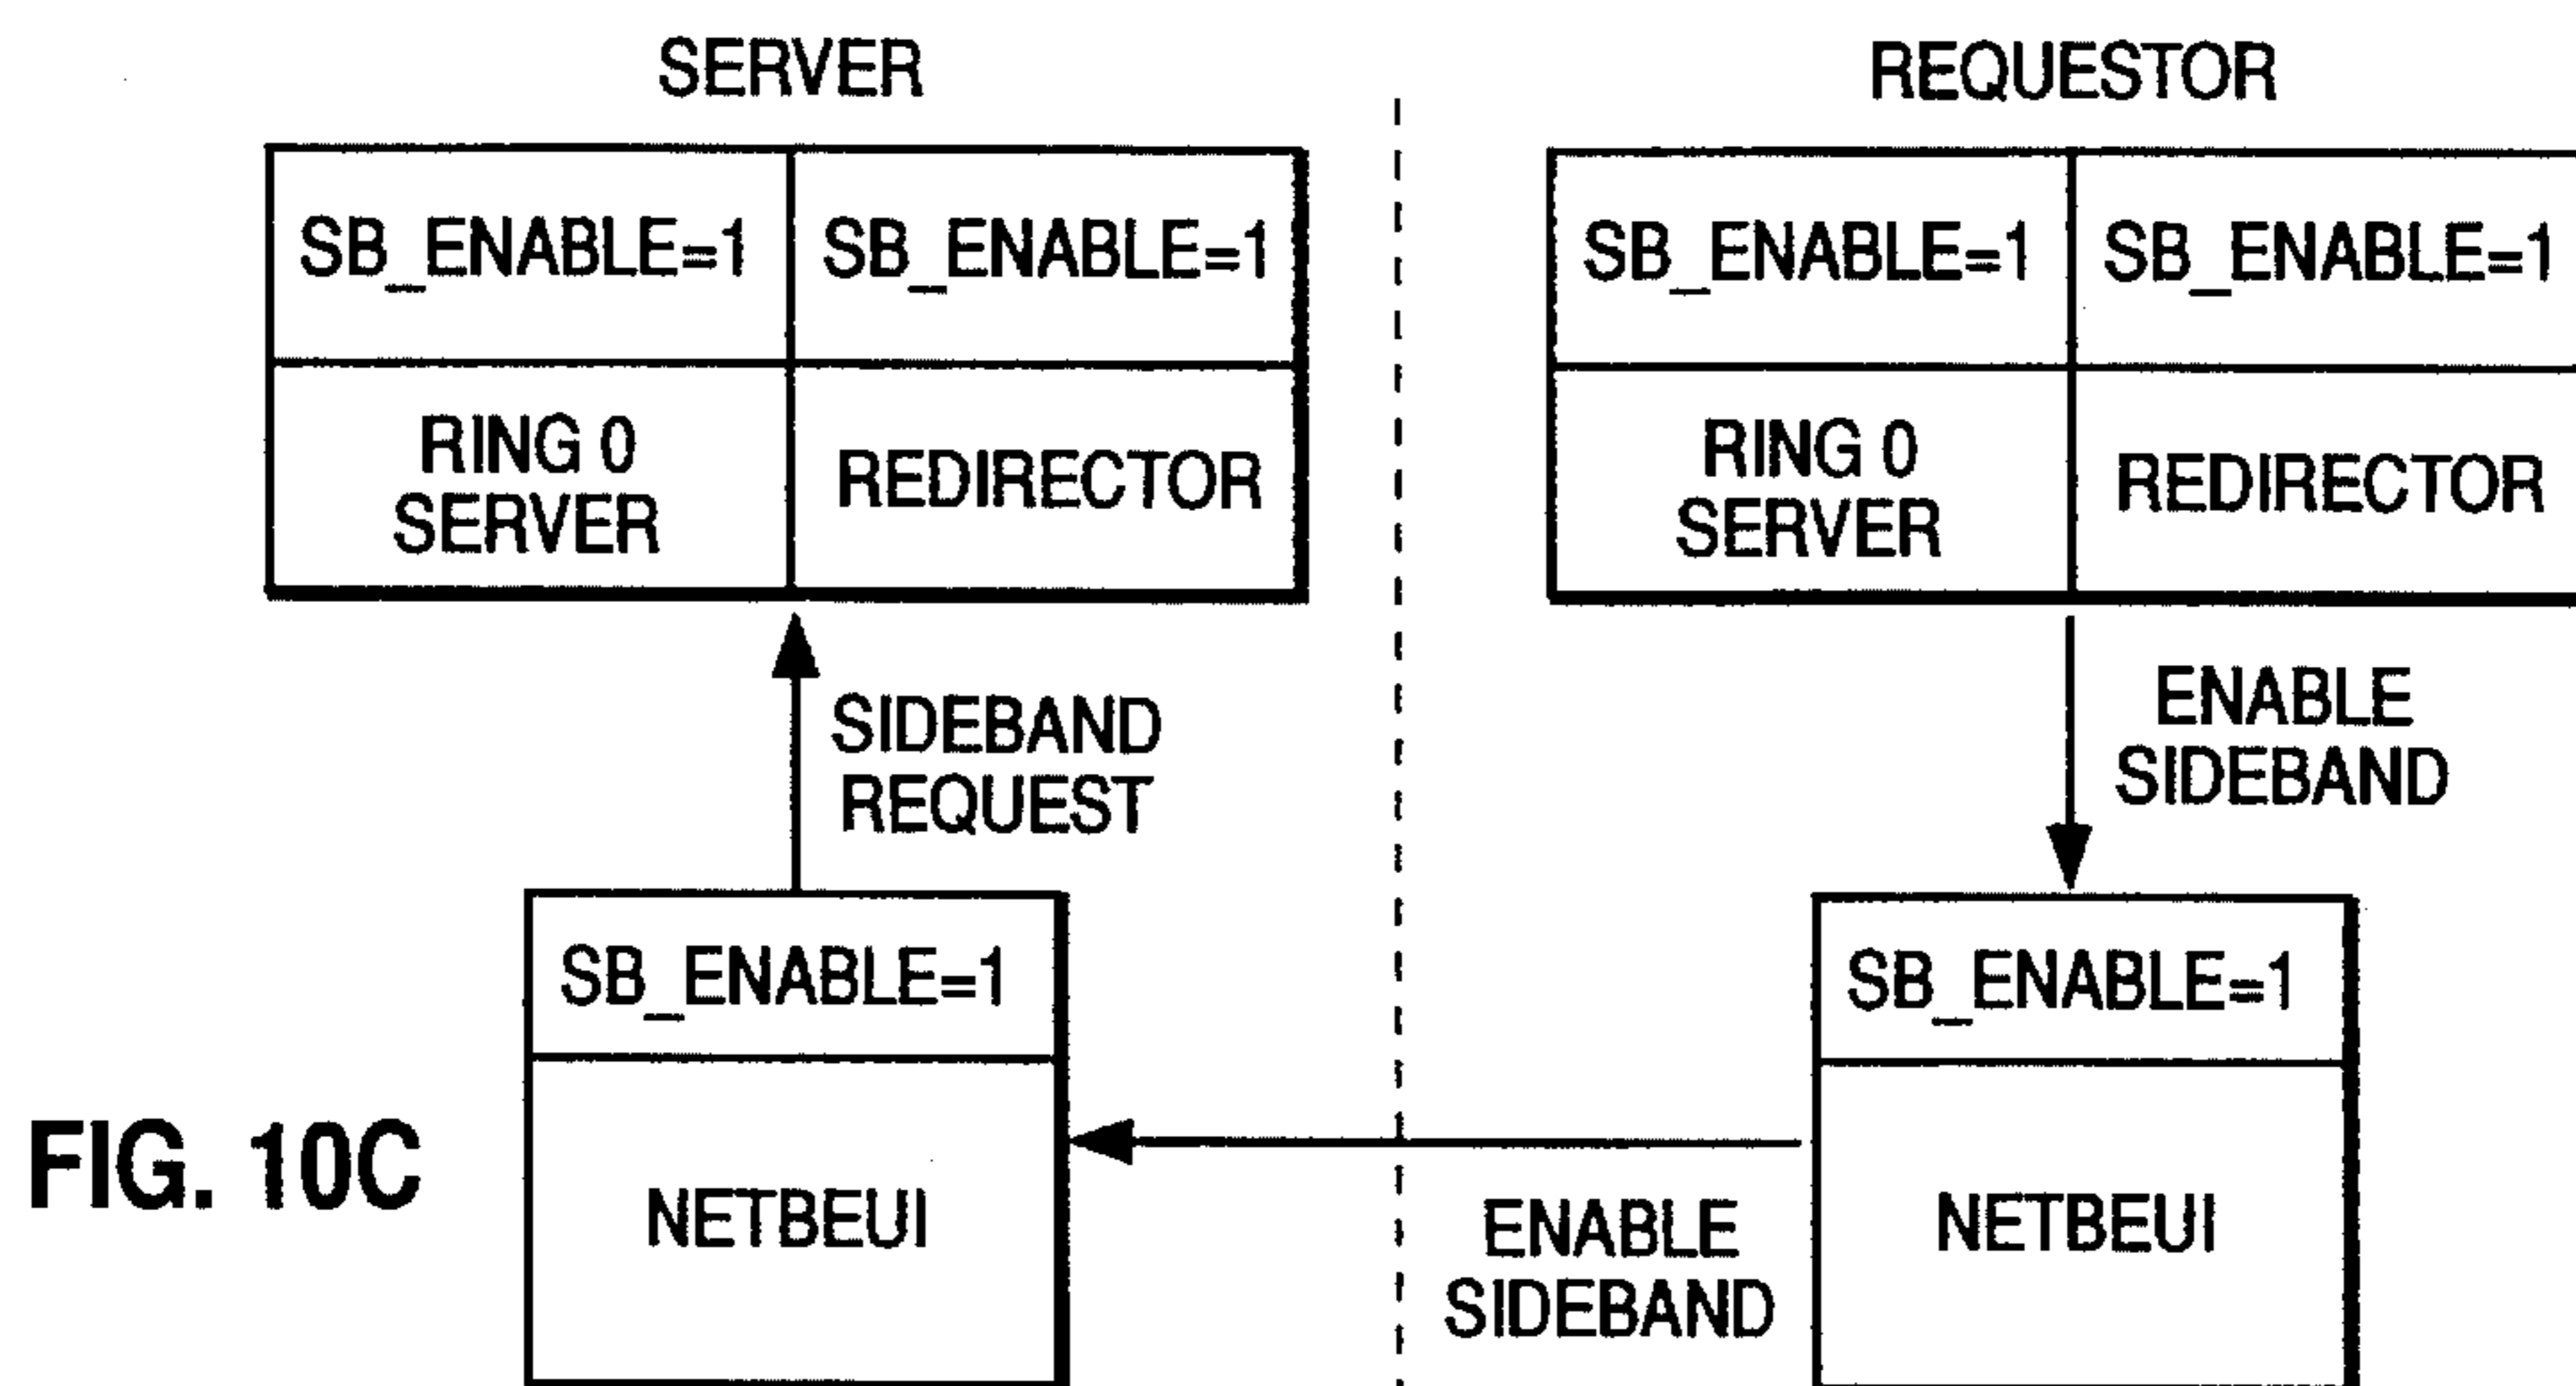 SERVER
REQUESTOR
SB_ENABLE=1
SB_ENABLE=1
SB_ENABLE=1
SB_ENABLE=1
RING 0
SERVER
REDIRECTOR
RING 0
SERVER
REDIRECTOR
SIDEBAND
REQUEST
ENABLE
SIDEBAND
SB_ENABLE=1
SB_ENABLE=1
FIG. 10C
NETBEUI
ENABLE
SIDEBAND
NETBEUI